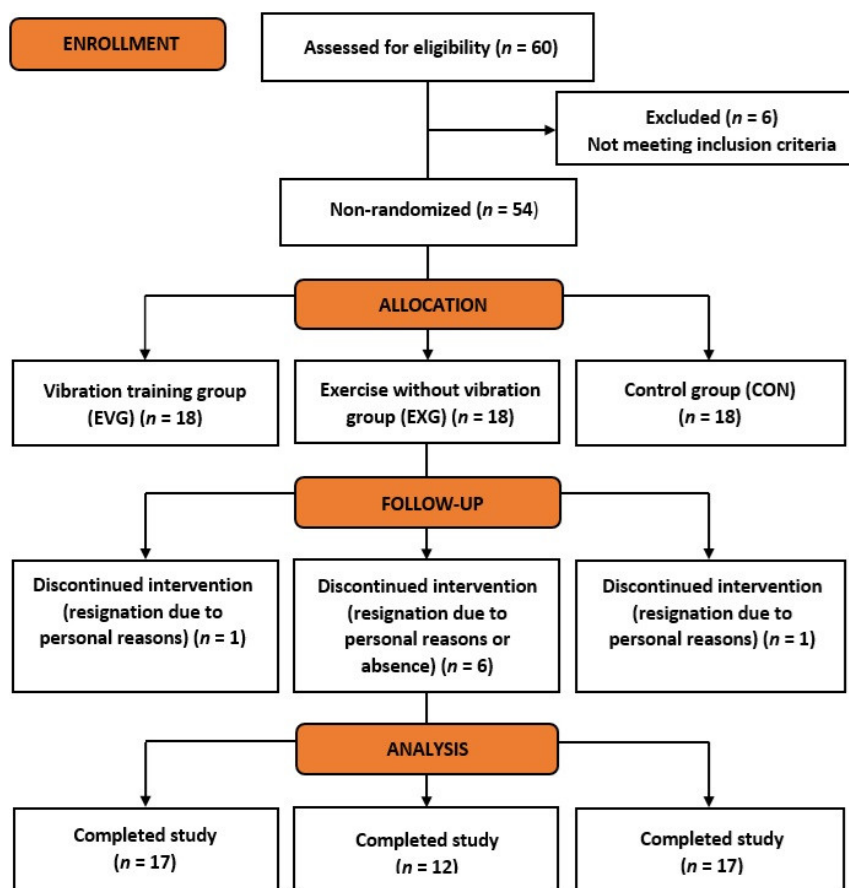 ENROLLMENT
Assessed for eligibility (n = 60)
Excluded (n = 6)
Not meeting inclusion criteria
Non-randomized (n = 54)
ALLOCATION
Vibration training group
(EVG) (n = 18)
Exercise without vibration
group (EXG) (n = 18)
Control group (CON)
(n = 18)
FOLLOW-UP
Discontinued intervention
(resignation due to
personal reasons) (n = 1)
Discontinued intervention
(resignation due to
personal reasons or
absence) (n = 6)
Discontinued intervention
(resignation due to
personal reasons) (n = 1)
ANALYSIS
Completed study
(n = 17)
Completed study
(n = 12)
Completed study
(n = 17)